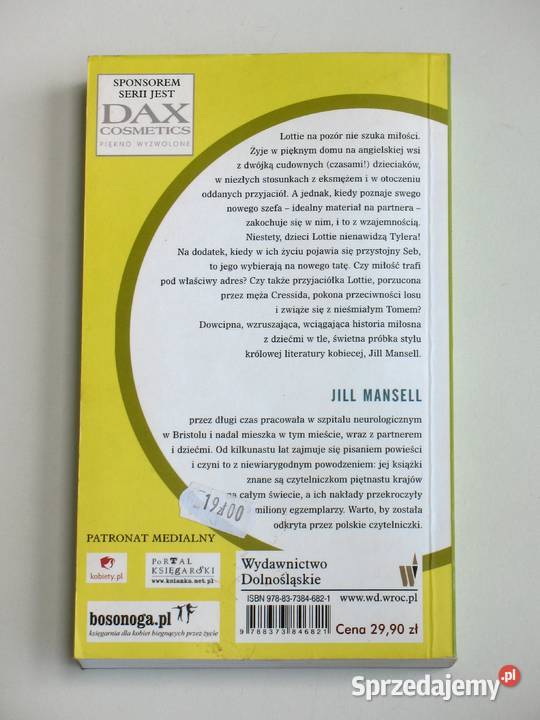 SPONSOREM
SERII JEST
DAX
COSMETICS
PIĘKNO WYZWOLONE
Lottie na pozór nie szuka miłości.
Żyje w pięknym domu na angielskiej wsi
z dwójką cudownych (czasami!) dzieciaków,
w niezłych stosunkach z eksmężem i w otoczeniu
oddanych przyjaciół. A jednak, kiedy poznaje swego
nowego szefa – idealny materiał na partnera –
zakochuje się w nim, i to z wzajemnością.
Niestety, dzieci Lottie nienawidzą Tylera!
Na dodatek, kiedy w ich życiu pojawia się przystojny Seb,
to jego wybierają na nowego tatę. Czy miłość trafi
pod właściwy adres? Czy także przyjaciółka Lottie, porzucona
przez męża Cressida, pokona przeciwności losu
i zwiąże się z nieśmiałym Tomem?
Dowcipna, wzruszająca, wciągająca historia miłosna
z dziećmi w tle, świetna próbka stylu
królowej literatury kobiecej, Jill Mansell.
JILL MANSELL
przez długi czas pracowała w szpitalu neurologicznym
w Bristolu i nadal mieszka w tym mieście, wraz z partnerem
i dziećmi. Od kilkunastu lat zajmuje się pisaniem powieści
i czyni to z niewiarygodnym powodzeniem: jej książki
znane są czytelniczkom piętnastu krajów
na całym świecie, a ich nakłady przekroczyły
miliony egzemplarzy. Warto, by została
odkryta przez polskie czytelniczki.
19,00
PATRONAT MEDIALNY
kobiety.pl
PoRTAL
KSIĘGARSKI
www.ksiazka.net.pl
bosonoga.pl
księgarnia dla kobiet biegnących przez życie
Wydawnictwo
Dolnośląskie
ISBN 978-83-7384-682-1
9 788373 846821
www.wd.wroc.pl
Cena 29,90 zł
Sprzedajemy.pl